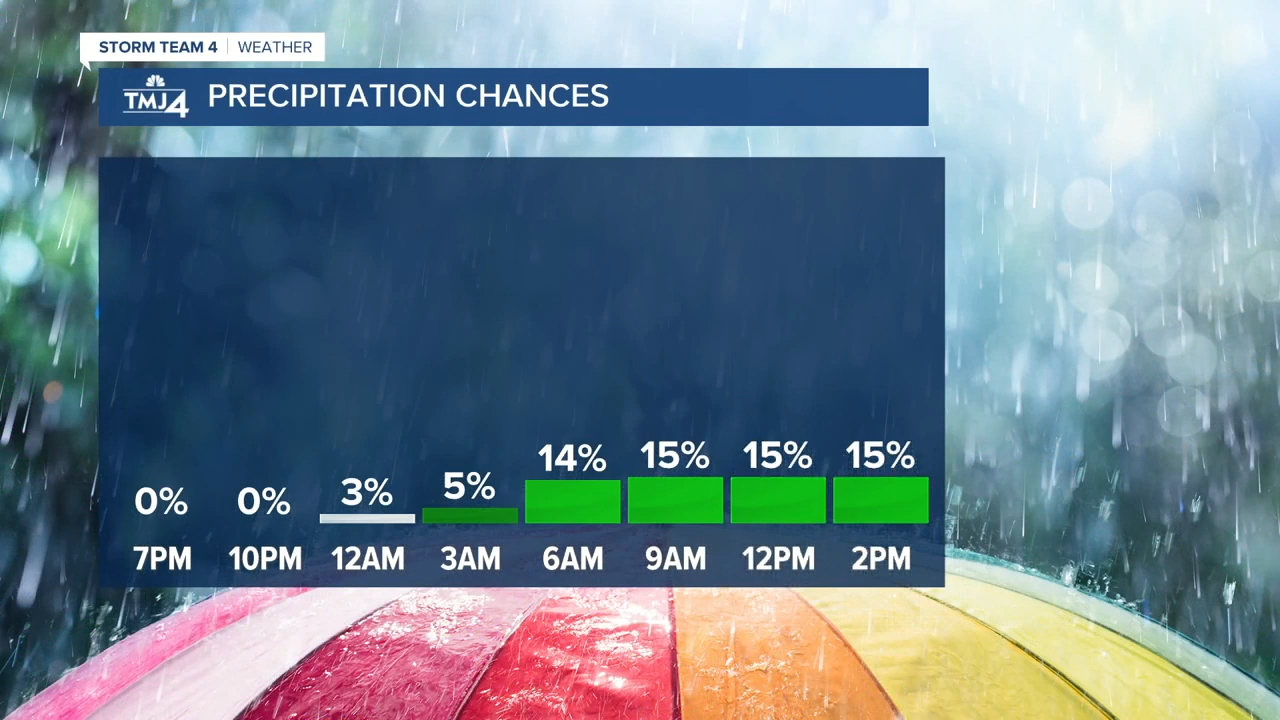 STORM TEAM 4 | WEATHER
TMJ4 PRECIPITATION CHANCES
0% 0% 3% 5% 14% 15% 15% 15%
7PM 10PM 12AM 3AM 6AM 9AM 12PM 2PM